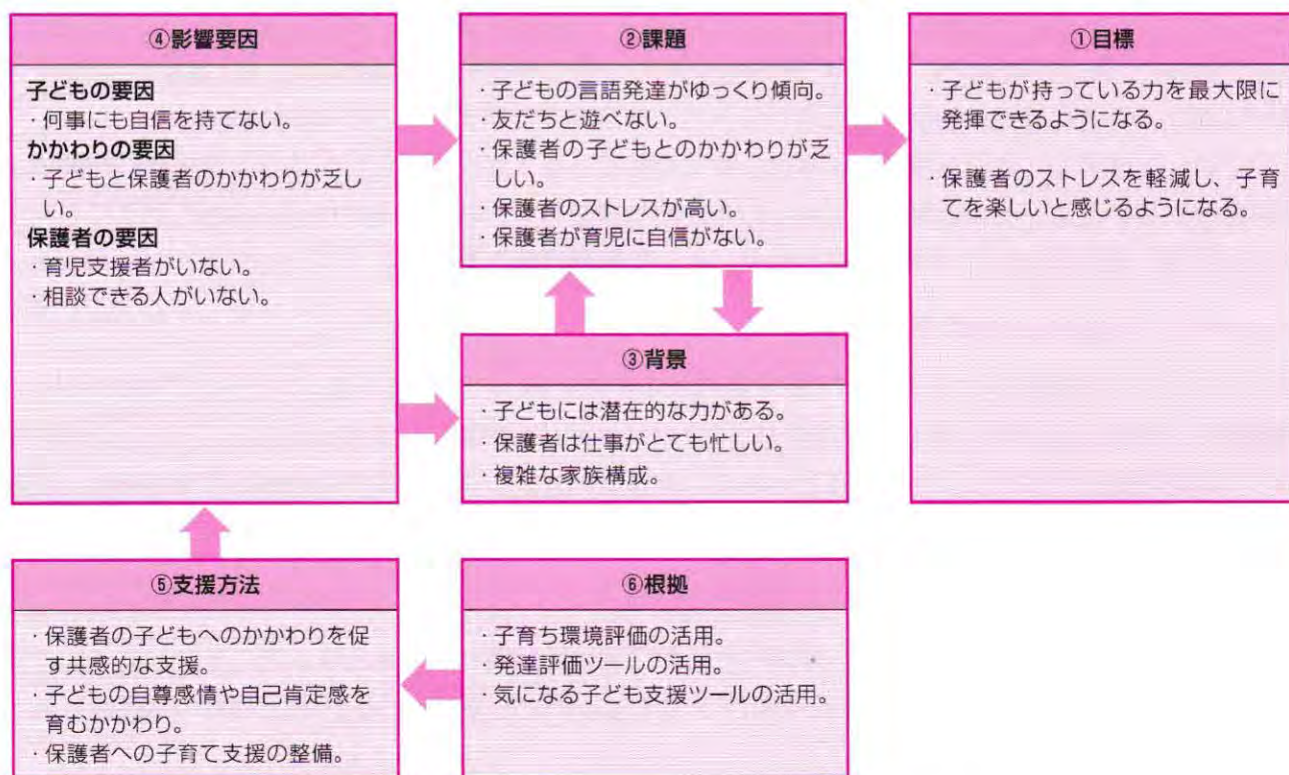 ④影響要因
子どもの要因
・何事にも自信を持てない。
かかわりの要因
・子どもと保護者のかかわりが乏し
い。
保護者の要因
・育児支援者がいない。
・相談できる人がいない。
②課題
・子どもの言語発達がゆっくり傾向。
・友だちと遊べない。
・保護者の子どもとのかかわりが乏
しい。
・保護者のストレスが高い。
・保護者が育児に自信がない。
①目標
・子どもが持っている力を最大限に
発揮できるようになる。
・保護者のストレスを軽減し、子育
てを楽しいと感じるようになる。
③背景
・子どもには潜在的な力がある。
・保護者は仕事がとても忙しい。
・複雑な家族構成。
⑤支援方法
・保護者の子どもへのかかわりを促
す共感的な支援。
・子どもの自尊感情や自己肯定感を
育むかかわり。
・保護者への子育て支援の整備。
⑥根拠
・子育ち環境評価の活用。
・発達評価ツールの活用。
・気になる子ども支援ツールの活用。